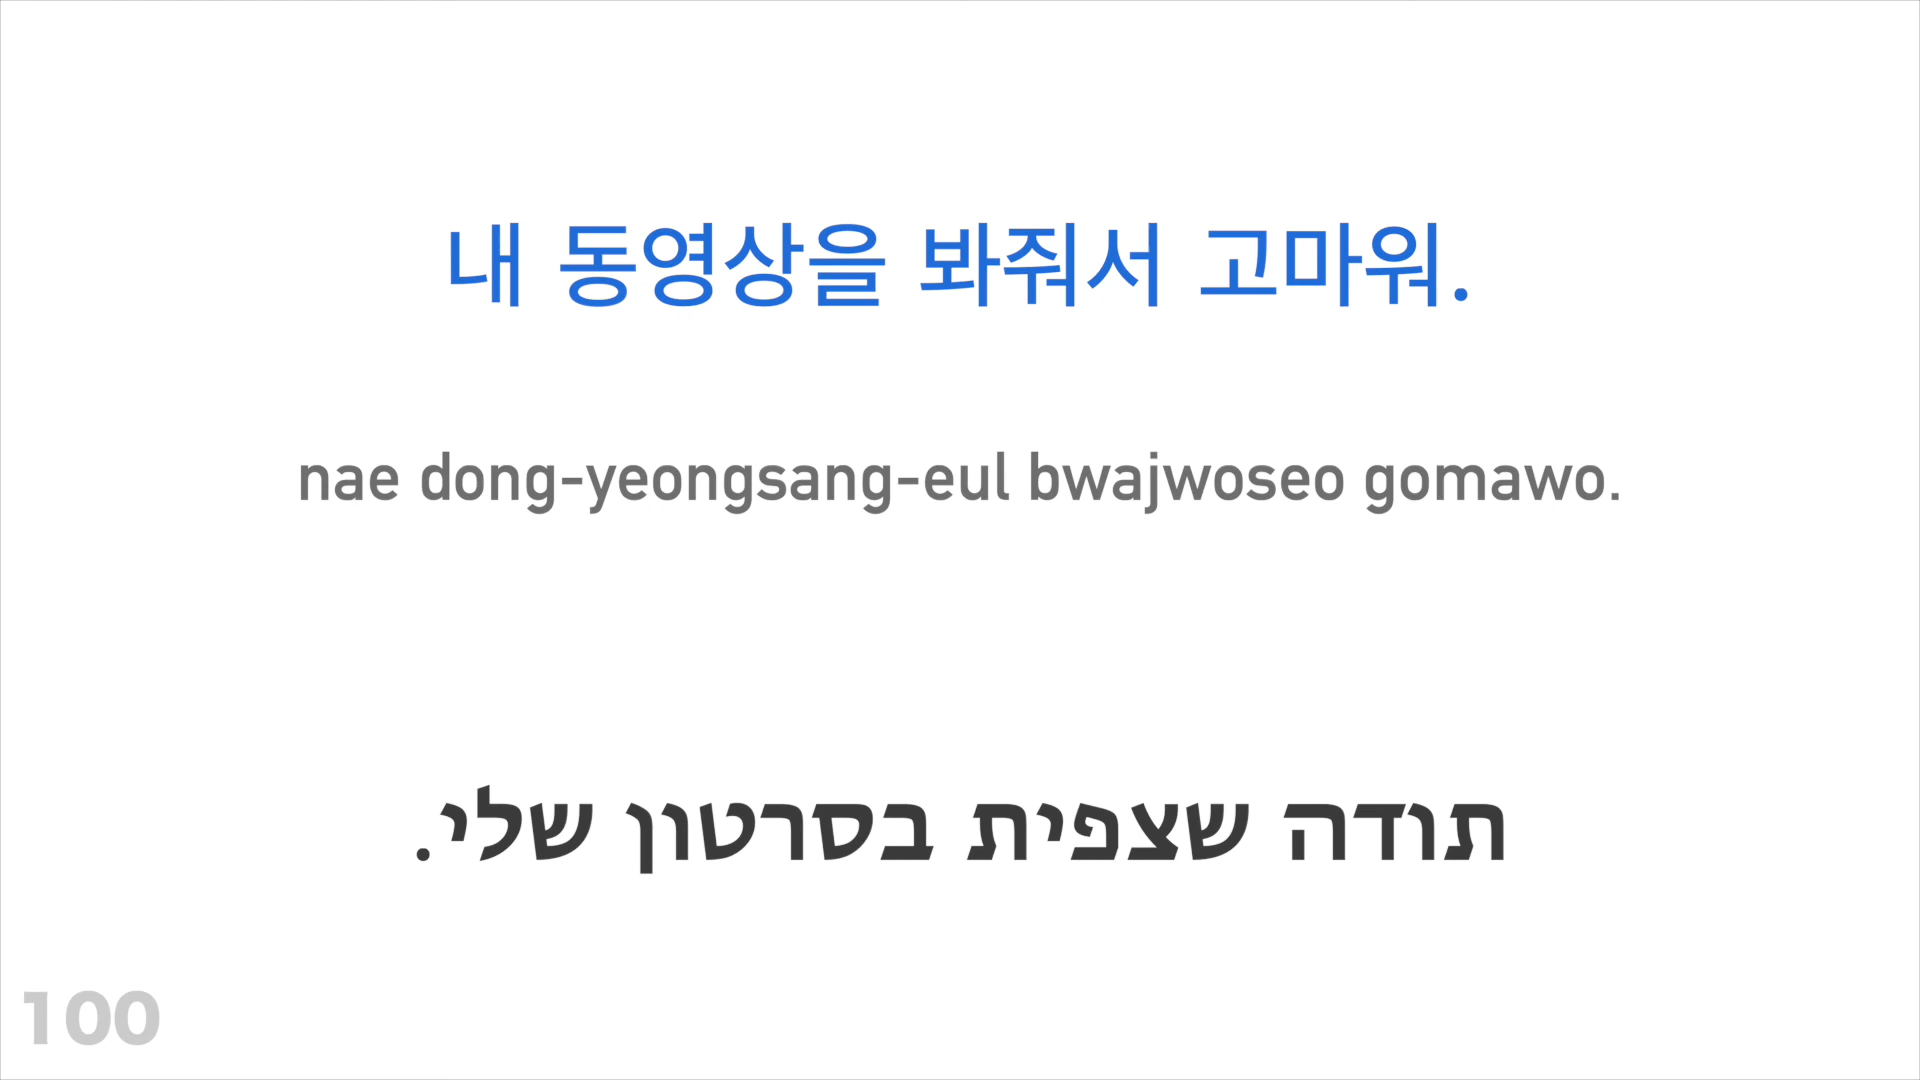 내 동영상을 봐줘서 고마워.
nae dong-yeongsang-eul bwajwoseo gomawo.
תודה שצפית בסרטון שלי.
100